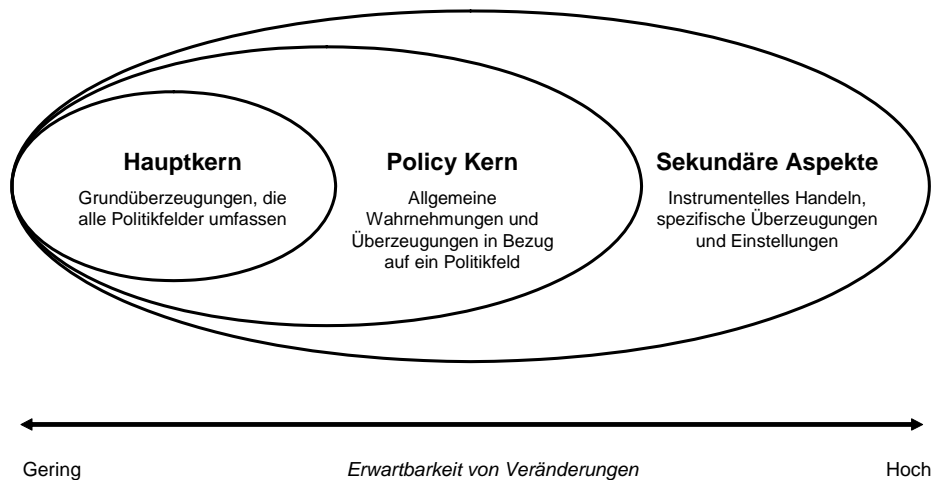 Hauptkern
Grundüberzeugungen, die
alle Politikfelder umfassen
Policy Kern
Allgemeine
Wahrnehmungen und
Überzeugungen in Bezug
auf ein Politikfeld
Sekundäre Aspekte
Instrumentelles Handeln,
spezifische Überzeugungen
und Einstellungen
Gering
Erwartbarkeit von Veränderungen
Hoch